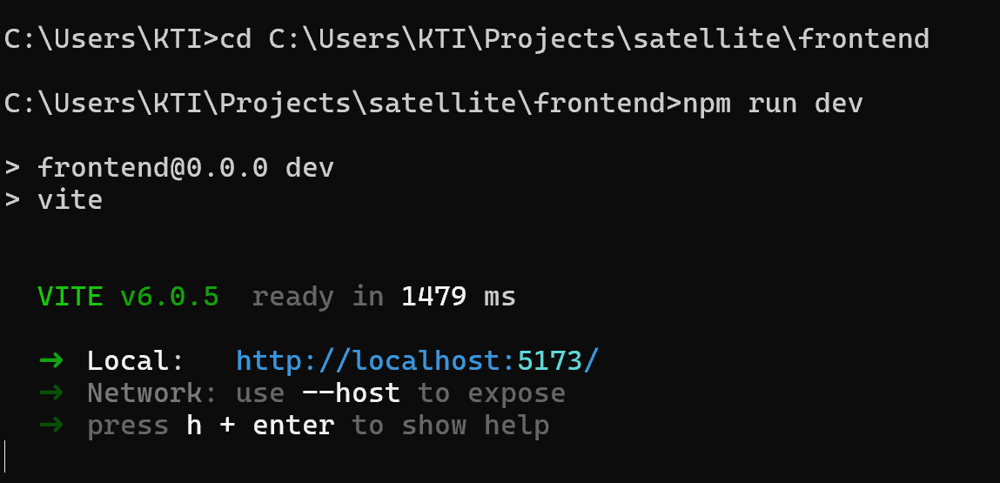 C:\Users\KTI>cd C:\Users\KTI\Projects\satellite\frontend
C:\Users\KTI\Projects\satellite\frontend>npm run dev
> frontend@0.0.0 dev
> vite
VITE v6.0.5  ready in 1479 ms
➜  Local:   http://localhost:5173/
➜  Network: use --host to expose
➜  press h + enter to show help